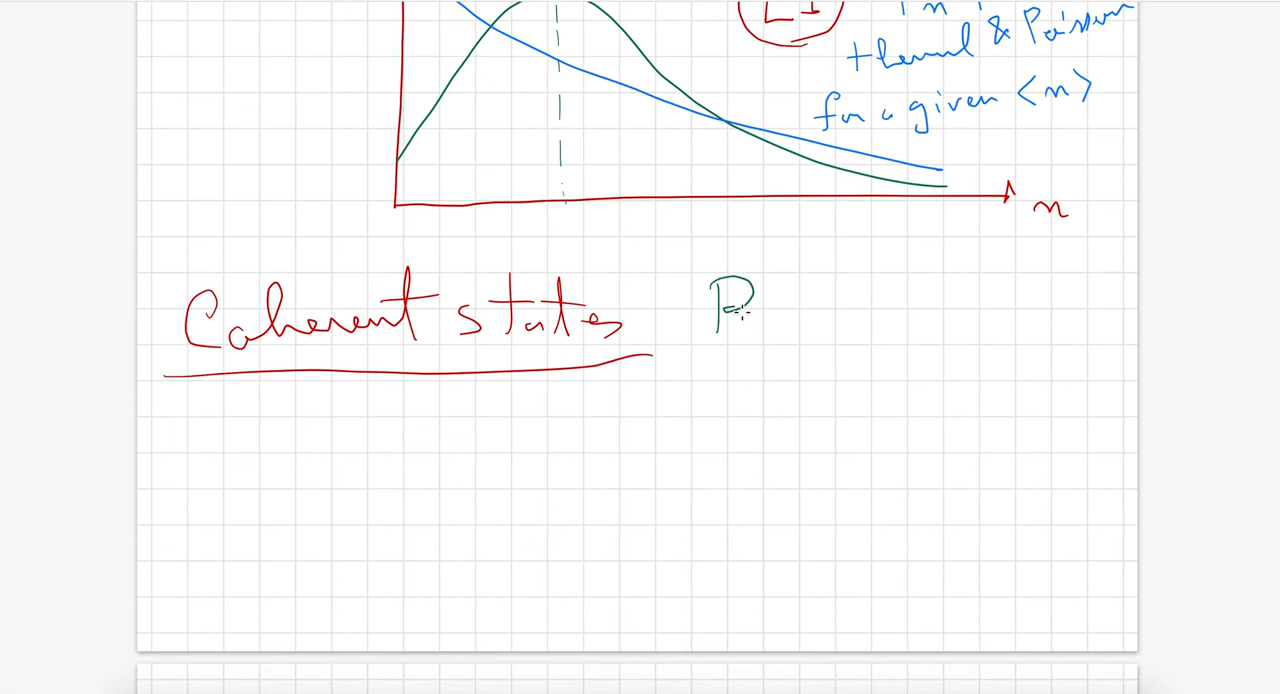 thermal & Poisson
for a given <n>
n
Coherent states P